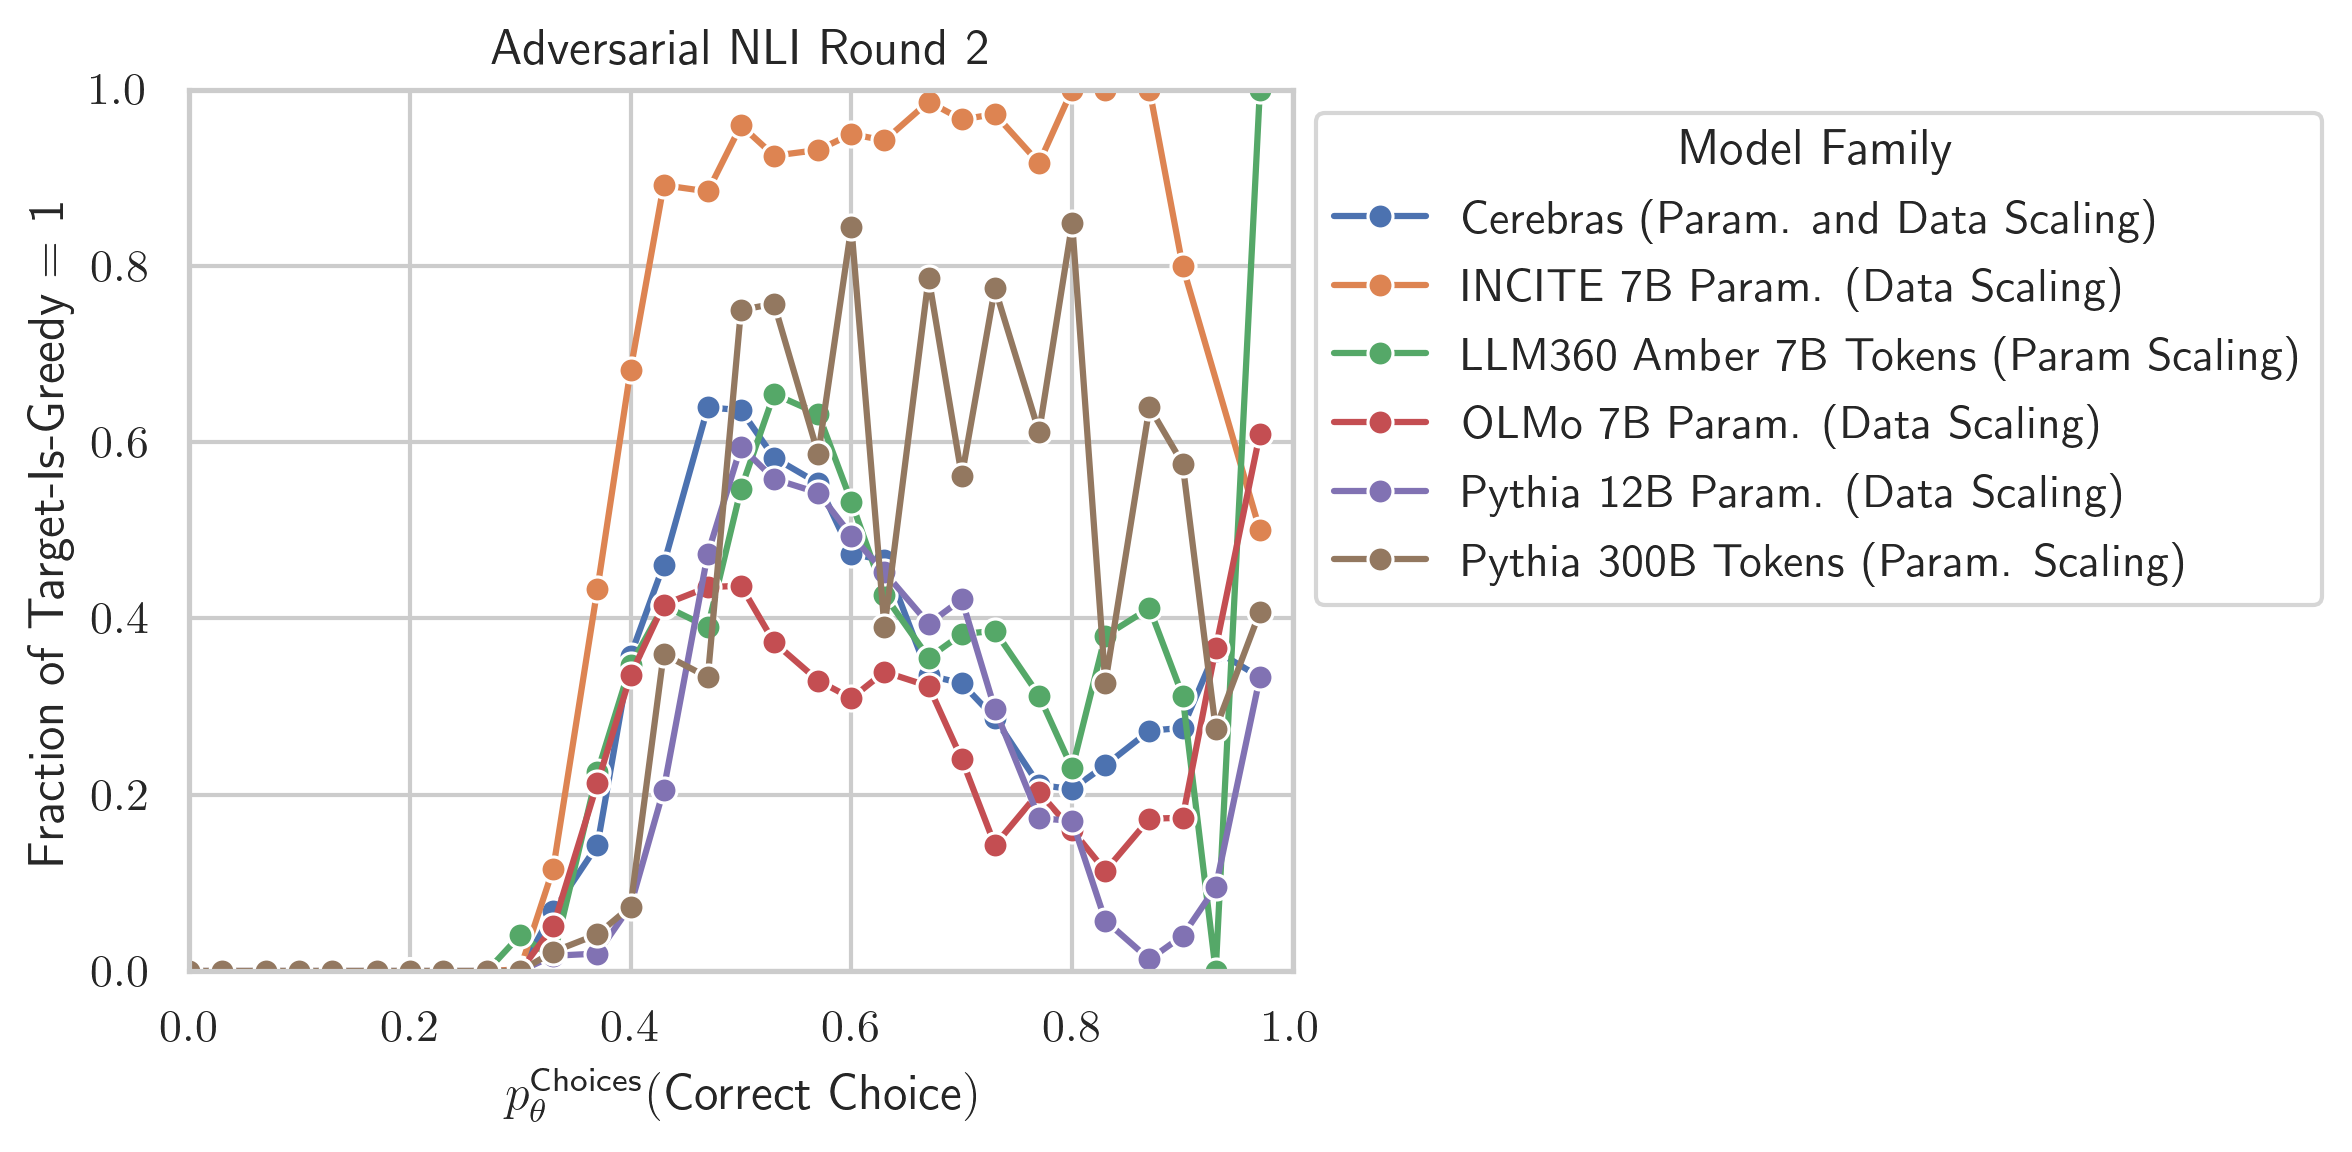 Adversarial NLI Round 2
Fraction of Target-Is-Greedy = 1
1.0
0.8
0.6
0.4
0.2
0.0
0.0 0.2 0.4 0.6 0.8 1.0
p_θ^Choices(Correct Choice)
Model Family
Cerebras (Param. and Data Scaling)
INCITE 7B Param. (Data Scaling)
LLM360 Amber 7B Tokens (Param Scaling)
OLMo 7B Param. (Data Scaling)
Pythia 12B Param. (Data Scaling)
Pythia 300B Tokens (Param. Scaling)